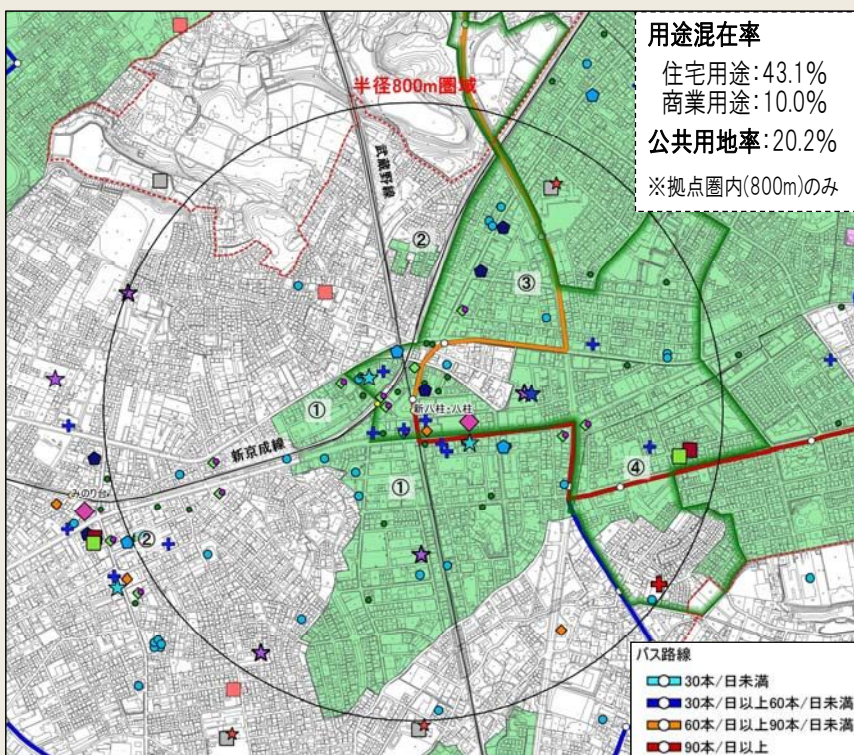 用途混在率
住宅用途:43.1%
商業用途:10.0%
公共用地率:20.2%
※拠点圏内(800m)のみ
半径800m圏域
武蔵野線
②
③
①
新八柱・八柱
新京成線
①
④
みのり台
②
バス路線
30本/日未満
30本/日以上60本/日未満
60本/日以上90本/日未満
90本/日以上